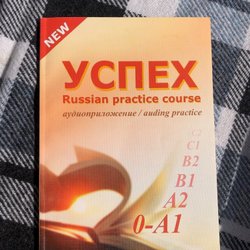 NEW
УСПЕХ
Russian practice course
аудиоприложение / auding practice
C2
C1
B2
B1
A2
0-A1